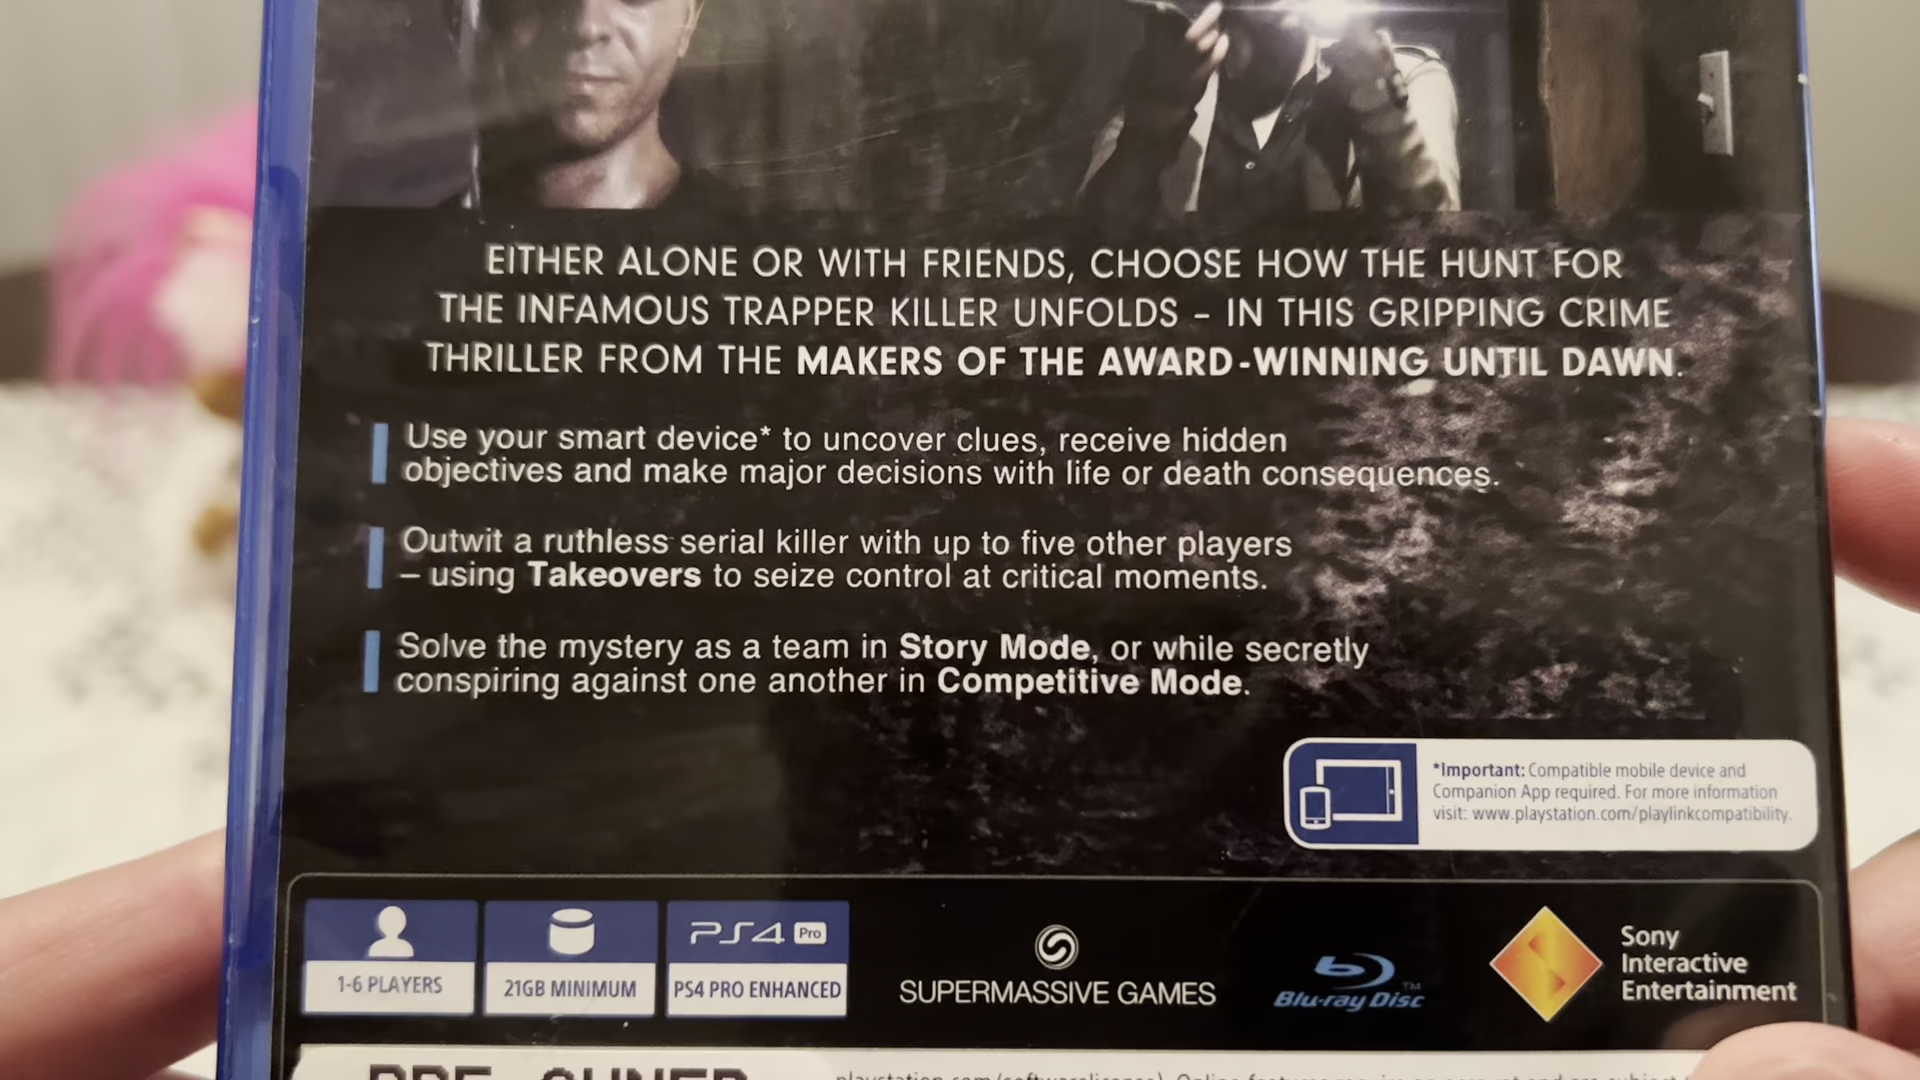 EITHER ALONE OR WITH FRIENDS, CHOOSE HOW THE HUNT FOR
THE INFAMOUS TRAPPER KILLER UNFOLDS – IN THIS GRIPPING CRIME
THRILLER FROM THE MAKERS OF THE AWARD-WINNING UNTIL DAWN.
Use your smart device* to uncover clues, receive hidden
objectives and make major decisions with life or death consequences.
Outwit a ruthless serial killer with up to five other players
– using Takeovers to seize control at critical moments.
Solve the mystery as a team in Story Mode, or while secretly
conspiring against one another in Competitive Mode.
*Important: Compatible mobile device and
Companion App required. For more information
visit: www.playstation.com/playlinkcompatibility.
PS4 Pro
1-6 PLAYERS
21GB MINIMUM
PS4 PRO ENHANCED
SUPERMASSIVE GAMES
Blu-ray Disc™
Sony
Interactive
Entertainment
PRE-OWNED